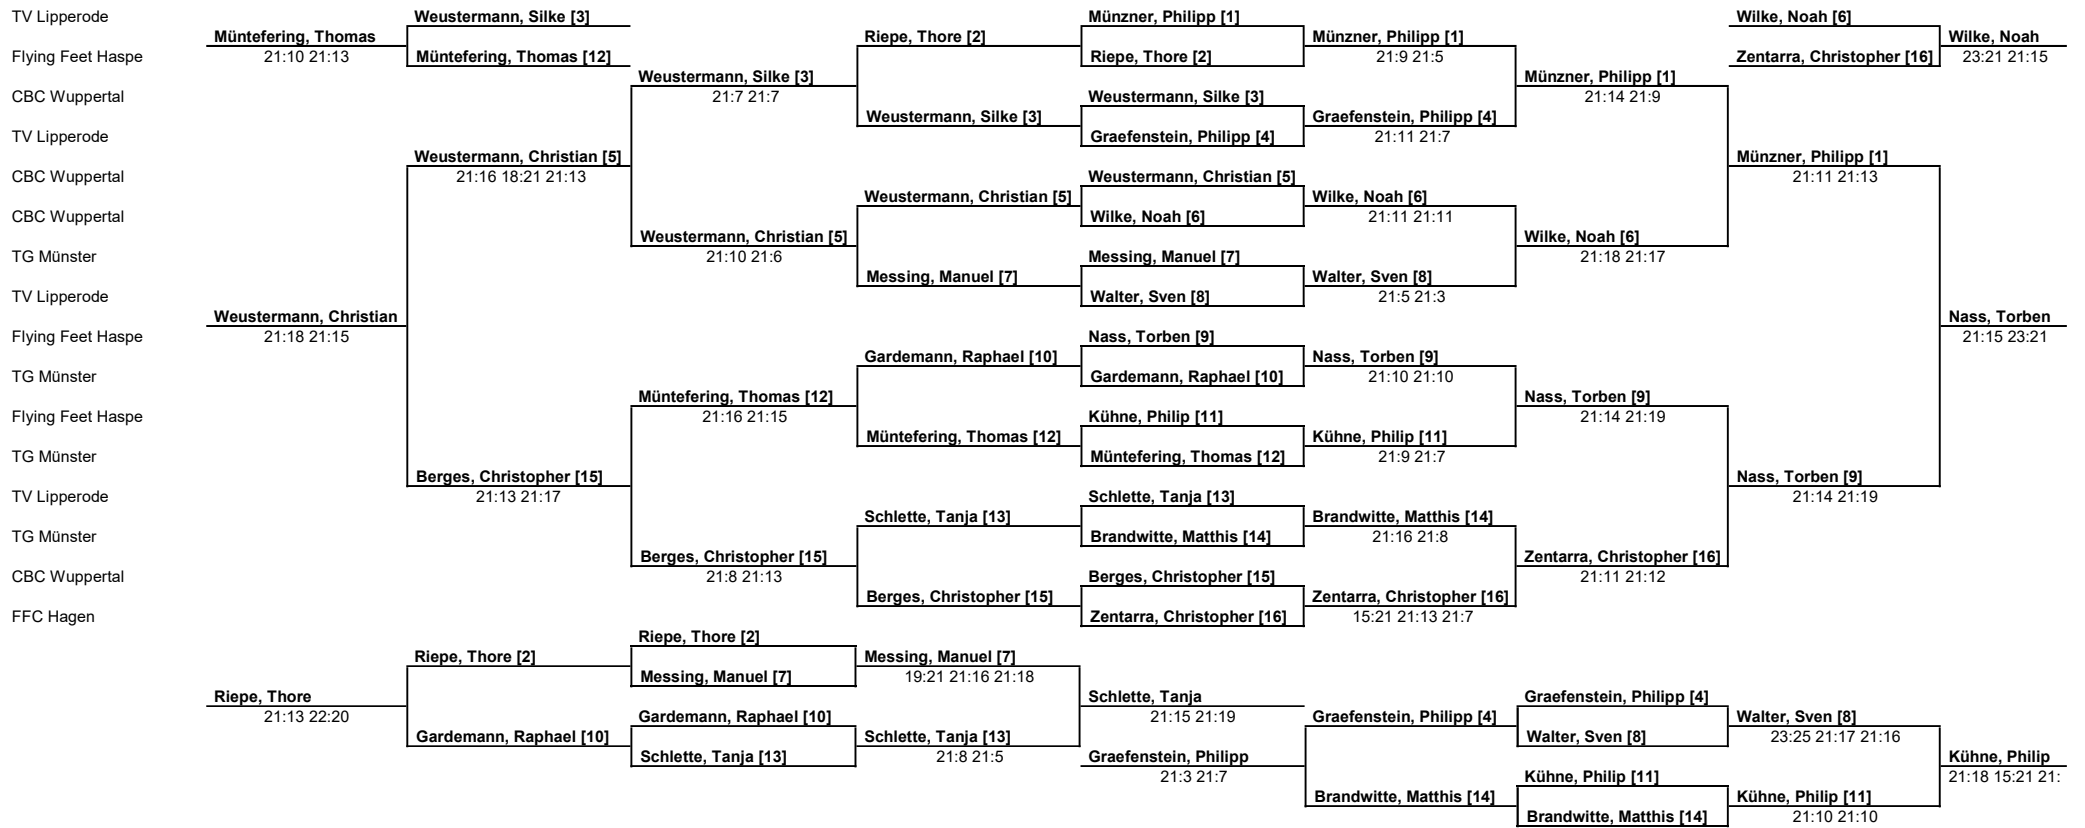 TV Lipperode
Flying Feet Haspe
CBC Wuppertal
TV Lipperode
CBC Wuppertal
CBC Wuppertal
TG Münster
TV Lipperode
Flying Feet Haspe
TG Münster
Flying Feet Haspe
TG Münster
TV Lipperode
TG Münster
CBC Wuppertal
FFC Hagen
Müntefering, Thomas
21:10 21:13
Weustermann, Christian
21:18 21:15
Weustermann, Silke [3]
Müntefering, Thomas [12]
Weustermann, Christian [5]
21:16 18:21 21:13
Berges, Christopher [15]
21:13 21:17
Weustermann, Silke [3]
21:7 21:7
Weustermann, Christian [5]
21:10 21:6
Müntefering, Thomas [12]
21:16 21:15
Berges, Christopher [15]
21:8 21:13
Riepe, Thore [2]
Weustermann, Silke [3]
Weustermann, Christian [5]
Messing, Manuel [7]
Gardemann, Raphael [10]
Müntefering, Thomas [12]
Schlette, Tanja [13]
Berges, Christopher [15]
Münzner, Philipp [1]
Riepe, Thore [2]
Weustermann, Silke [3]
Graefenstein, Philipp [4]
Weustermann, Christian [5]
Wilke, Noah [6]
Messing, Manuel [7]
Walter, Sven [8]
Nass, Torben [9]
Gardemann, Raphael [10]
Kühne, Philip [11]
Müntefering, Thomas [12]
Schlette, Tanja [13]
Brandwitte, Matthis [14]
Berges, Christopher [15]
Zentarra, Christopher [16]
Münzner, Philipp [1]
21:9 21:5
Graefenstein, Philipp [4]
21:11 21:7
Wilke, Noah [6]
21:11 21:11
Walter, Sven [8]
21:5 21:3
Nass, Torben [9]
21:10 21:10
Kühne, Philip [11]
21:9 21:7
Brandwitte, Matthis [14]
21:16 21:8
Zentarra, Christopher [16]
15:21 21:13 21:7
Münzner, Philipp [1]
21:14 21:9
Wilke, Noah [6]
21:18 21:17
Nass, Torben [9]
21:14 21:19
Zentarra, Christopher [16]
21:11 21:12
Wilke, Noah [6]
Zentarra, Christopher [16]
Münzner, Philipp [1]
21:11 21:13
Nass, Torben [9]
21:14 21:19
Wilke, Noah
23:21 21:15
Nass, Torben
21:15 23:21
Riepe, Thore
21:13 22:20
Riepe, Thore [2]
Gardemann, Raphael [10]
Riepe, Thore [2]
Messing, Manuel [7]
Gardemann, Raphael [10]
Schlette, Tanja [13]
Messing, Manuel [7]
19:21 21:16 21:18
Schlette, Tanja [13]
21:8 21:5
Schlette, Tanja
21:15 21:19
Graefenstein, Philipp
21:3 21:7
Graefenstein, Philipp [4]
Brandwitte, Matthis [14]
Graefenstein, Philipp [4]
Walter, Sven [8]
Kühne, Philip [11]
Brandwitte, Matthis [14]
Walter, Sven [8]
23:25 21:17 21:16
Kühne, Philip [11]
21:10 21:10
Kühne, Philip
21:18 15:21 21: